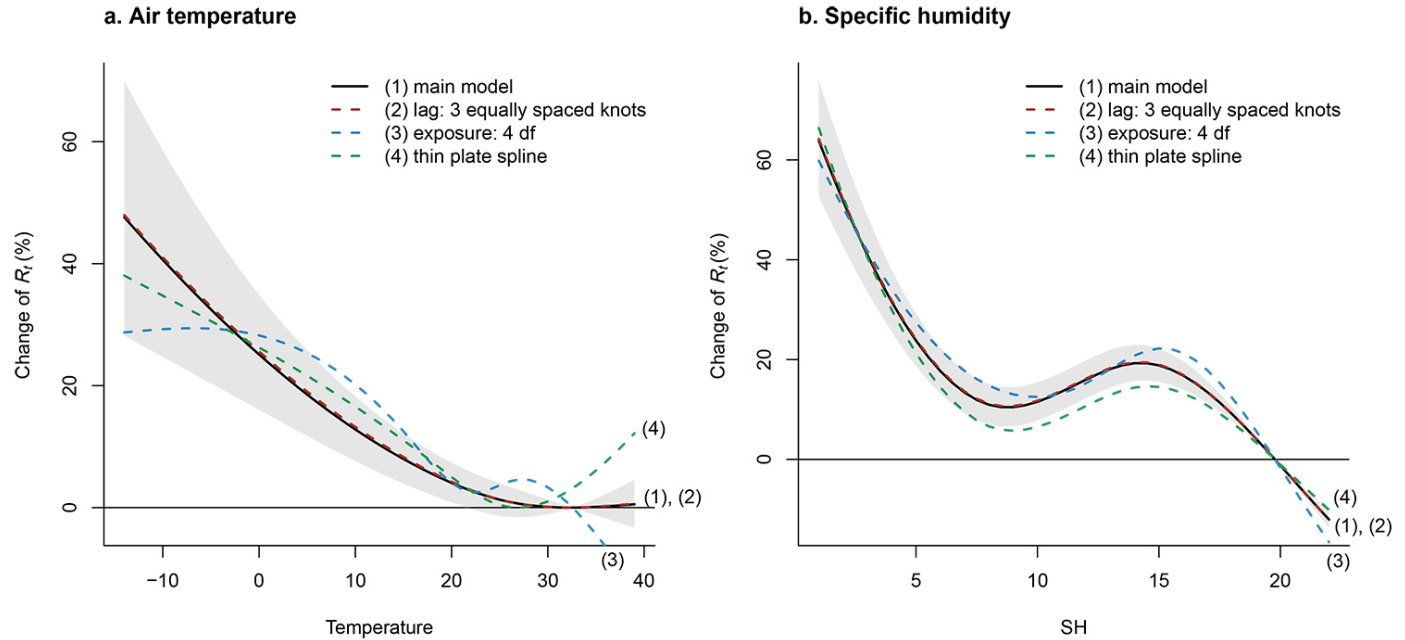 a. Air temperature
Change of Rt (%)
60
40
20
0
(1) main model
(2) lag: 3 equally spaced knots
(3) exposure: 4 df
(4) thin plate spline
(4)
(1), (2)
(3)
−10 0 10 20 30 40
Temperature
b. Specific humidity
Change of Rt (%)
60
40
20
0
(1) main model
(2) lag: 3 equally spaced knots
(3) exposure: 4 df
(4) thin plate spline
(4)
(1), (2)
(3)
5 10 15 20
SH